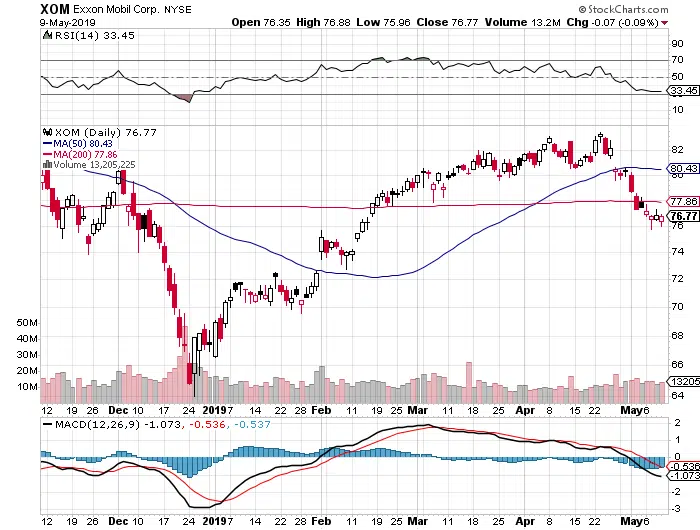 XOM Exxon Mobil Corp. NYSE © StockCharts.com
9-May-2019 Open 76.35 High 76.88 Low 75.96 Close 76.77 Volume 13.2M Chg -0.07 (-0.09%)
RSI(14) 33.45
90
70
50
33.45
30
10
XOM (Daily) 76.77
MA(50) 80.43
MA(200) 77.86
Volume 13,205,225
82
80.43
77.86
76.77
76
74
72
70
68
66
64
50M
40M
30M
20M
10M
13205
12 19 26 Dec 10 17 24 2019 7 14 22 28 Feb 11 19 25 Mar 11 18 25 Apr 8 15 22 May 6
MACD(12,26,9) -1.073, -0.536, -0.537
2
1
0
-0.536
-1.073
-2
-3
12 19 26 Dec 10 17 24 2019 7 14 22 28 Feb 11 19 25 Mar 11 18 25 Apr 8 15 22 May 6